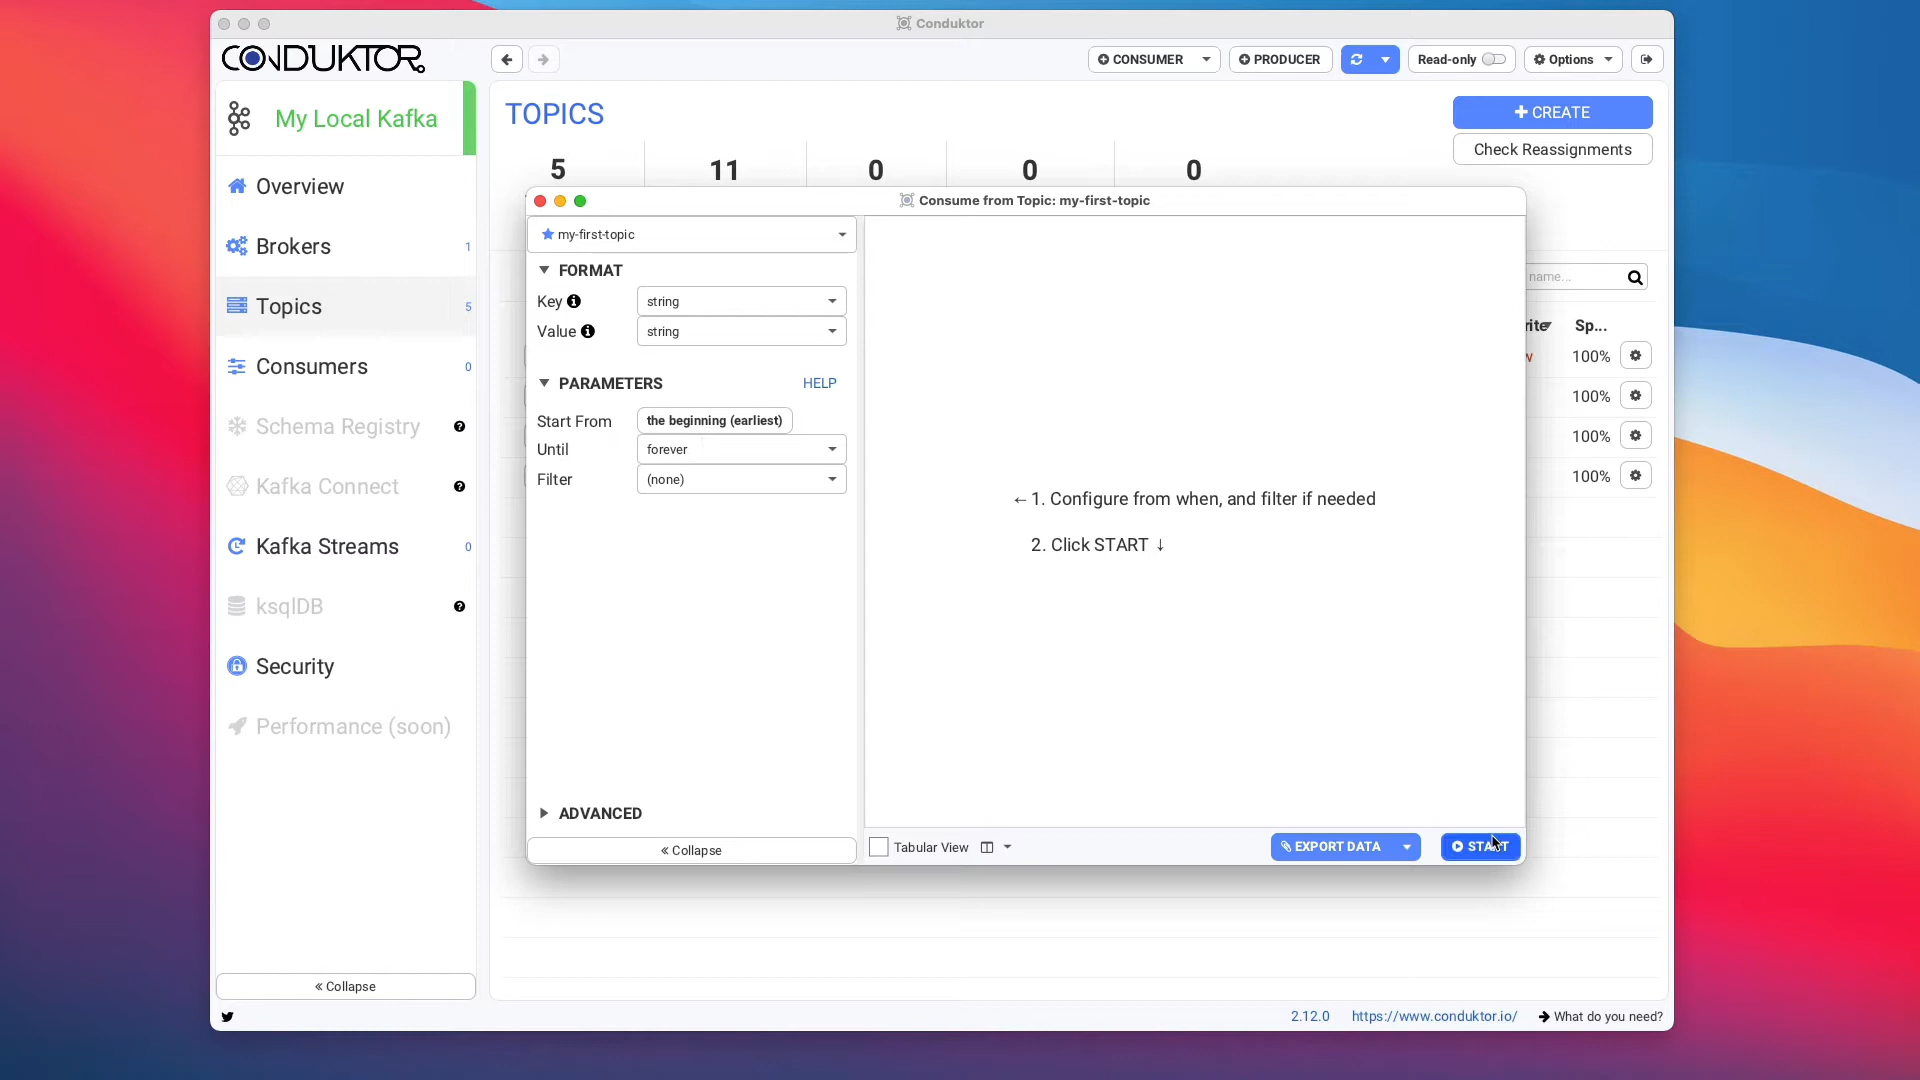 Conduktor
CONDUKTOR
CONSUMER
PRODUCER
Read-only
Options
My Local Kafka
TOPICS
CREATE
Check Reassignments
5 11 0 0 0
Overview
Brokers 1
Topics 5
Consumers 0
Schema Registry
Kafka Connect
Kafka Streams 0
ksqlDB
Security
Performance (soon)
« Collapse
Consume from Topic: my-first-topic
my-first-topic
FORMAT
Key string
Value string
PARAMETERS HELP
Start From the beginning (earliest)
Until forever
Filter (none)
ADVANCED
« Collapse
←1. Configure from when, and filter if needed
2. Click START ↓
Tabular View
EXPORT DATA
START
name...
Sp...
100%
100%
100%
100%
2.12.0 https://www.conduktor.io/ What do you need?